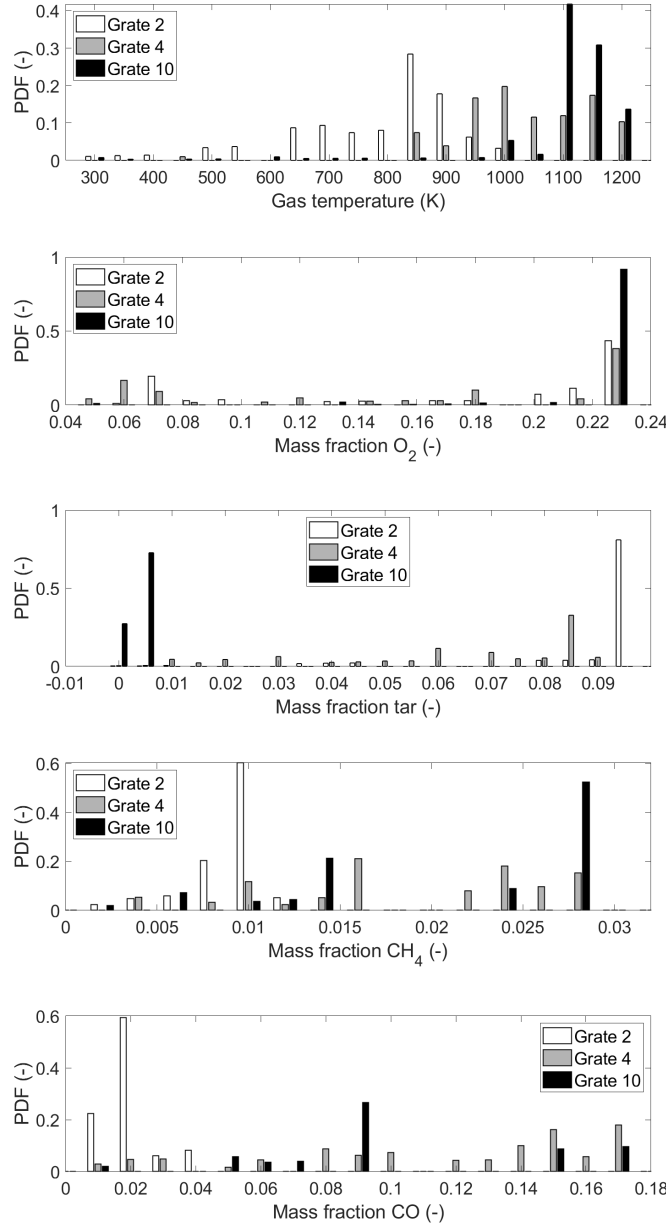 0.4
0.3
0.2
0.1
0
PDF (-)
Grate 2
Grate 4
Grate 10
300 400 500 600 700 800 900 1000 1100 1200
Gas temperature (K)
1
0.5
0
PDF (-)
Grate 2
Grate 4
Grate 10
0.04 0.06 0.08 0.1 0.12 0.14 0.16 0.18 0.2 0.22 0.24
Mass fraction O₂ (-)
1
0.5
0
PDF (-)
Grate 2
Grate 4
Grate 10
-0.01 0 0.01 0.02 0.03 0.04 0.05 0.06 0.07 0.08 0.09
Mass fraction tar (-)
0.6
0.4
0.2
0
PDF (-)
Grate 2
Grate 4
Grate 10
0 0.005 0.01 0.015 0.02 0.025 0.03
Mass fraction CH₄ (-)
0.6
0.4
0.2
0
PDF (-)
Grate 2
Grate 4
Grate 10
0 0.02 0.04 0.06 0.08 0.1 0.12 0.14 0.16 0.18
Mass fraction CO (-)